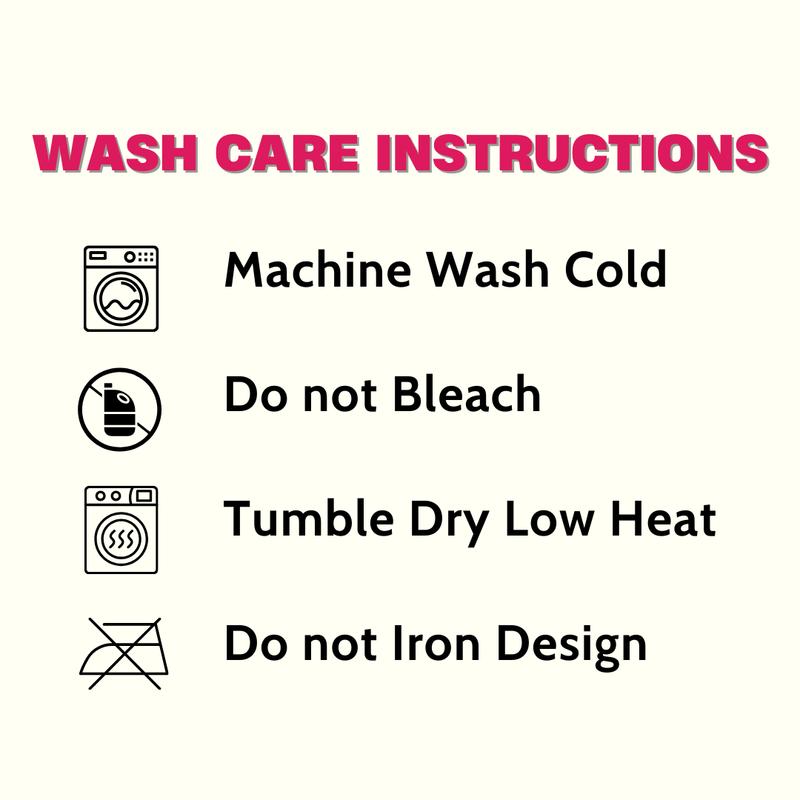 WASH CARE INSTRUCTIONS
Machine Wash Cold
Do not Bleach
Tumble Dry Low Heat
Do not Iron Design